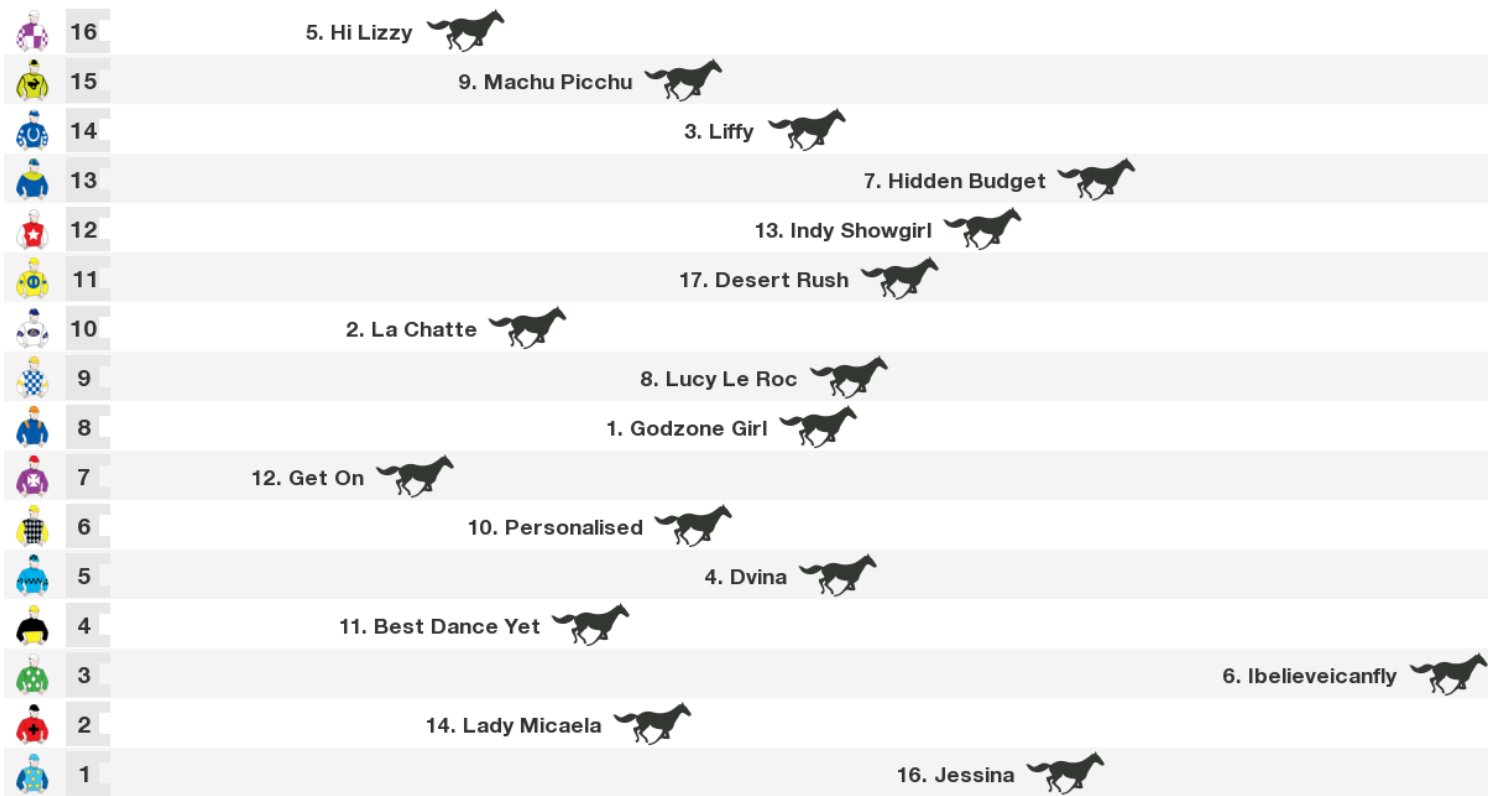 16 5. Hi Lizzy
15 9. Machu Picchu
14 3. Liffy
13 7. Hidden Budget
12 13. Indy Showgirl
11 17. Desert Rush
10 2. La Chatte
9 8. Lucy Le Roc
8 1. Godzone Girl
7 12. Get On
6 10. Personalised
5 4. Dvina
4 11. Best Dance Yet
3 6. Ibelieveicanfly
2 14. Lady Micaela
1 16. Jessina